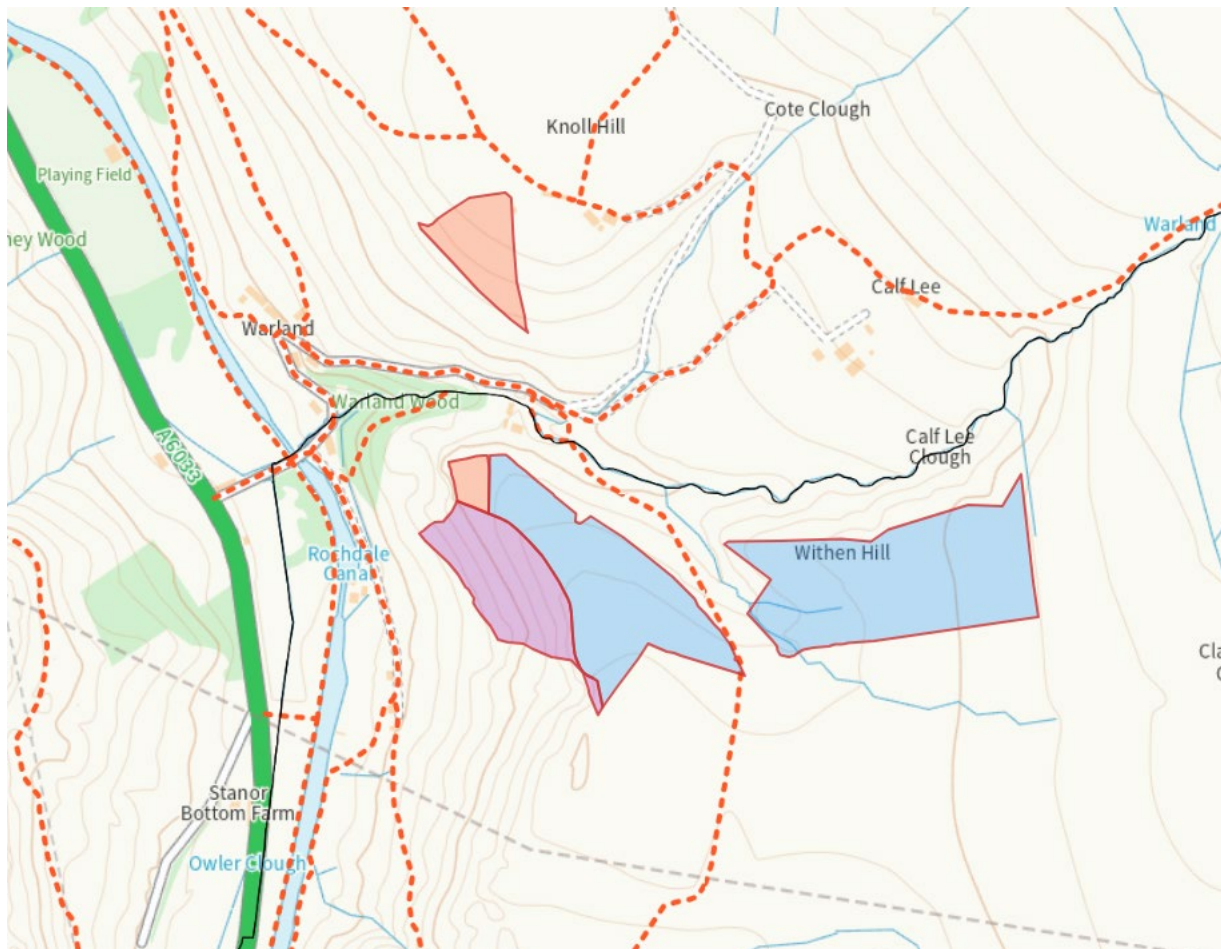 Cote Clough
Knoll Hill
Playing Field
ney Wood
Warland
Calf Lee
Warland
Warland Wood
A6033
Calf Lee
Clough
Rochdale
Canal
Withen Hill
Cla
Stanor
Bottom Farm
Owler Clough